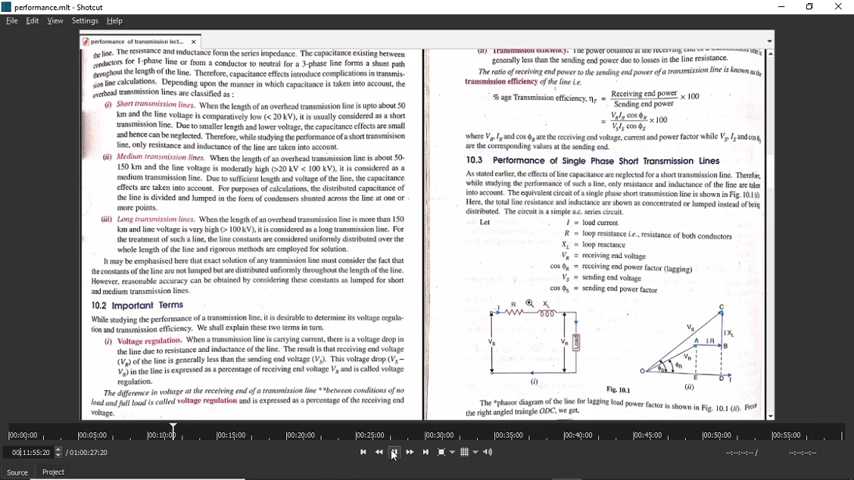 performance.mlt - Shotcut
File Edit View Settings Help
performance of transmission lect...
the line. The resistance and inductance form the series impedance. The capacitance existing between
conductors for 1-phase line or from a conductor to neutral for a 3-phase line forms a shunt path
throughout the length of the line. Therefore, capacitance effects introduce complications in transmis-
sion line calculations. Depending upon the manner in which capacitance is taken into account, the
overhead transmission lines are classified as :
(i) Short transmission lines. When the length of an overhead transmission line is upto about 50
km and the line voltage is comparatively low (< 20 kV), it is usually considered as a short
transmission line. Due to smaller length and lower voltage, the capacitance effects are small
and hence can be neglected. Therefore, while studying the performance of a short transmission
line, only resistance and inductance of the line are taken into account.
(ii) Medium transmission lines. When the length of an overhead transmission line is about 50-
150 km and the line voltage is moderatly high (>20 kV < 100 kV), it is considered as a
medium transmission line. Due to sufficient length and voltage of the line, the capacitance
effects are taken into account. For purposes of calculations, the distributed capacitance of
the line is divided and lumped in the form of condensers shunted across the line at one or
more points.
(iii) Long transmission lines. When the length of an overhead transmission line is more than 150
km and line voltage is very high (> 100 kV), it is considered as a long transmission line. For
the treatment of such a line, the line constants are considered uniformly distributed over the
whole length of the line and rigorous methods are employed for solution.
It may be emphasised here that exact solution of any transmission line must consider the fact that
the constants of the line are not lumped but are distributed uniformly throughout the length of the line.
However, reasonable accuracy can be obtained by considering these constants as lumped for short
and medium transmission lines.
10.2 Important Terms
While studying the performance of a transmission line, it is desirable to determine its voltage regula-
tion and transmission efficiency. We shall explain these two terms in turn.
(i) Voltage regulation. When a transmission line is carrying current, there is a voltage drop in
the line due to resistance and inductance of the line. The result is that receiving end voltage
(VR) of the line is generally less than the sending end voltage (VS). This voltage drop (VS –
VR) in the line is expressed as a percentage of receiving end voltage VR and is called voltage
regulation.
The difference in voltage at the receiving end of a transmission line **between conditions of no
load and full load is called voltage regulation and is expressed as a percentage of the receiving end
voltage.
(ii) Transmission efficiency. The power obtained at the receiving end of a transmission line is
generally less than the sending end power due to losses in the line resistance.
The ratio of receiving end power to the sending end power of a transmission line is known as
transmission efficiency of the line i.e.
% age Transmission efficiency, ηT = Receiving end power / Sending end power × 100
= VR IR cos ϕR / VS IS cos ϕS × 100
where VR, IR and cos ϕR are the receiving end voltage, current and power factor while VS, IS and cos ϕS
are the corresponding values at the sending end.
10.3 Performance of Single Phase Short Transmission Lines
As stated earlier, the effects of line capacitance are neglected for a short transmission line. Therefore,
while studying the performance of such a line, only resistance and inductance of the line are taken
into account. The equivalent circuit of a single phase short transmission line is shown in Fig. 10.1 (i).
Here, the total line resistance and inductance are shown as concentrated or lumped instead of being
distributed. The circuit is a simple a.c. series circuit.
Let I = load current
R = loop resistance i.e., resistance of both conductors
XL = loop reactance
VR = receiving end voltage
cos ϕR = receiving end power factor (lagging)
VS = sending end voltage
cos ϕS = sending end power factor
I R XL
VS VR Load
(i)
C
VS I XL
A I R B
VR
ϕS ϕR
O E D I
(ii)
Fig. 10.1
The *phasor diagram of the line for lagging load power factor is shown in Fig. 10.1 (ii). From
the right angled traingle ODC, we get,
00:00:00 00:05:00 00:10:00 00:15:00 00:20:00 00:25:00 00:30:00 00:35:00 00:40:00 00:45:00 00:50:00 00:55:00
00:11:55:20 / 01:00:27:20 --:--:--:-- / --:--:--:--
Source Project